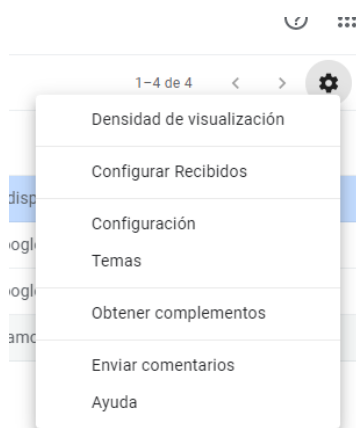 1–4 de 4
Densidad de visualización
Configurar Recibidos
Configuración
Temas
Obtener complementos
Enviar comentarios
Ayuda